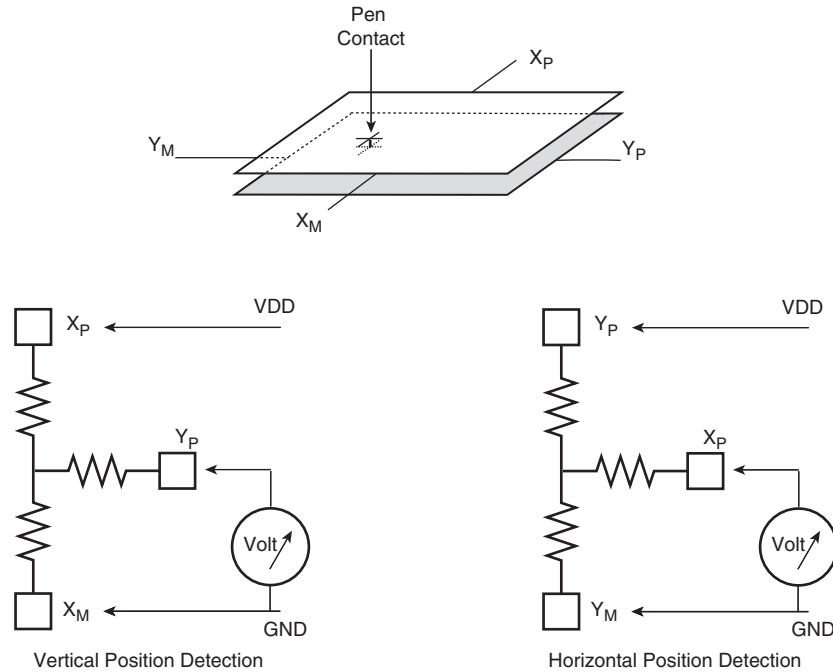 Pen
Contact
XP
YM
YP
XM
VDD
XP
YP
Volt
XM
GND
Vertical Position Detection
VDD
YP
XP
Volt
YM
GND
Horizontal Position Detection